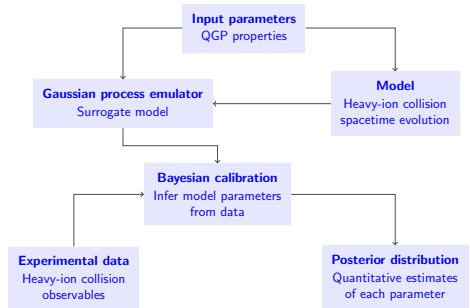 Input parameters
QGP properties
Gaussian process emulator
Surrogate model
Model
Heavy-ion collision
spacetime evolution
Bayesian calibration
Infer model parameters
from data
Experimental data
Heavy-ion collision
observables
Posterior distribution
Quantitative estimates
of each parameter